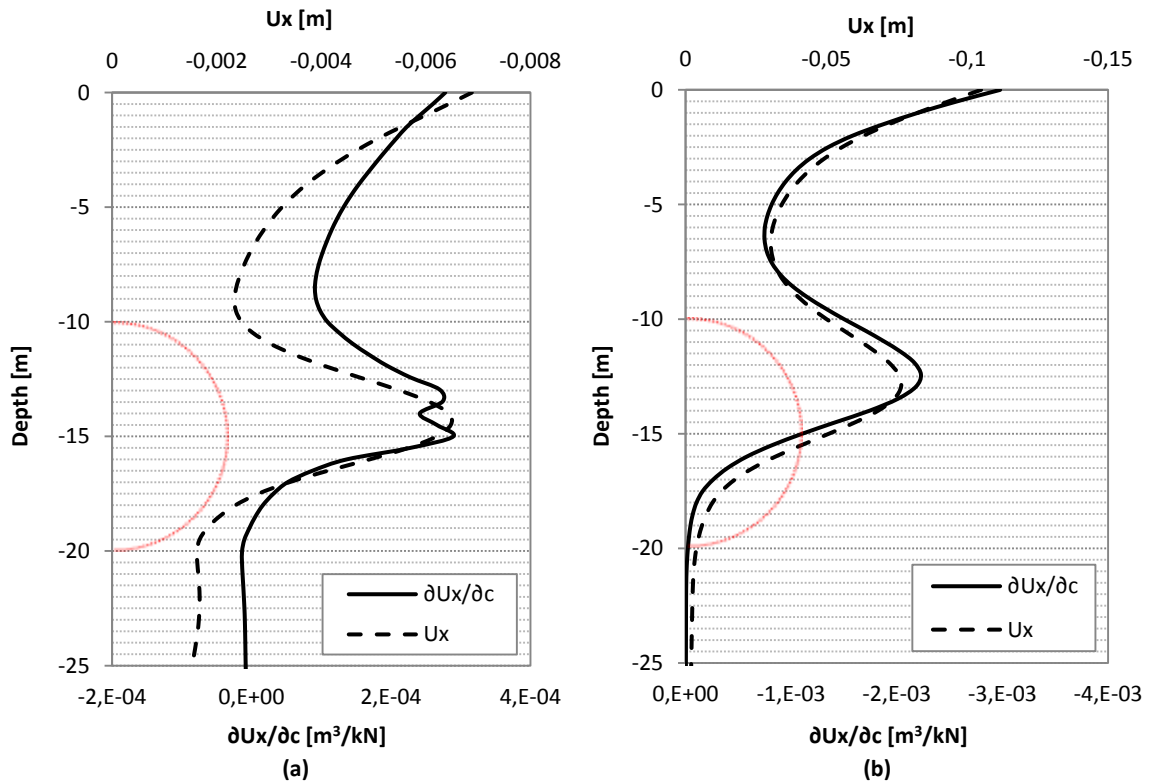 Ux [m]
0 -0,002 -0,004 -0,006 -0,008
0
-5
-10
-15
-20
-25
Depth [m]
∂Ux/∂c
Ux
-2,E-04 0,E+00 2,E-04 4,E-04
∂Ux/∂c [m³/kN]
(a)
Ux [m]
0 -0,05 -0,1 -0,15
0
-5
-10
-15
-20
-25
Depth [m]
∂Ux/∂c
Ux
0,E+00 -1,E-03 -2,E-03 -3,E-03 -4,E-03
∂Ux/∂c [m³/kN]
(b)